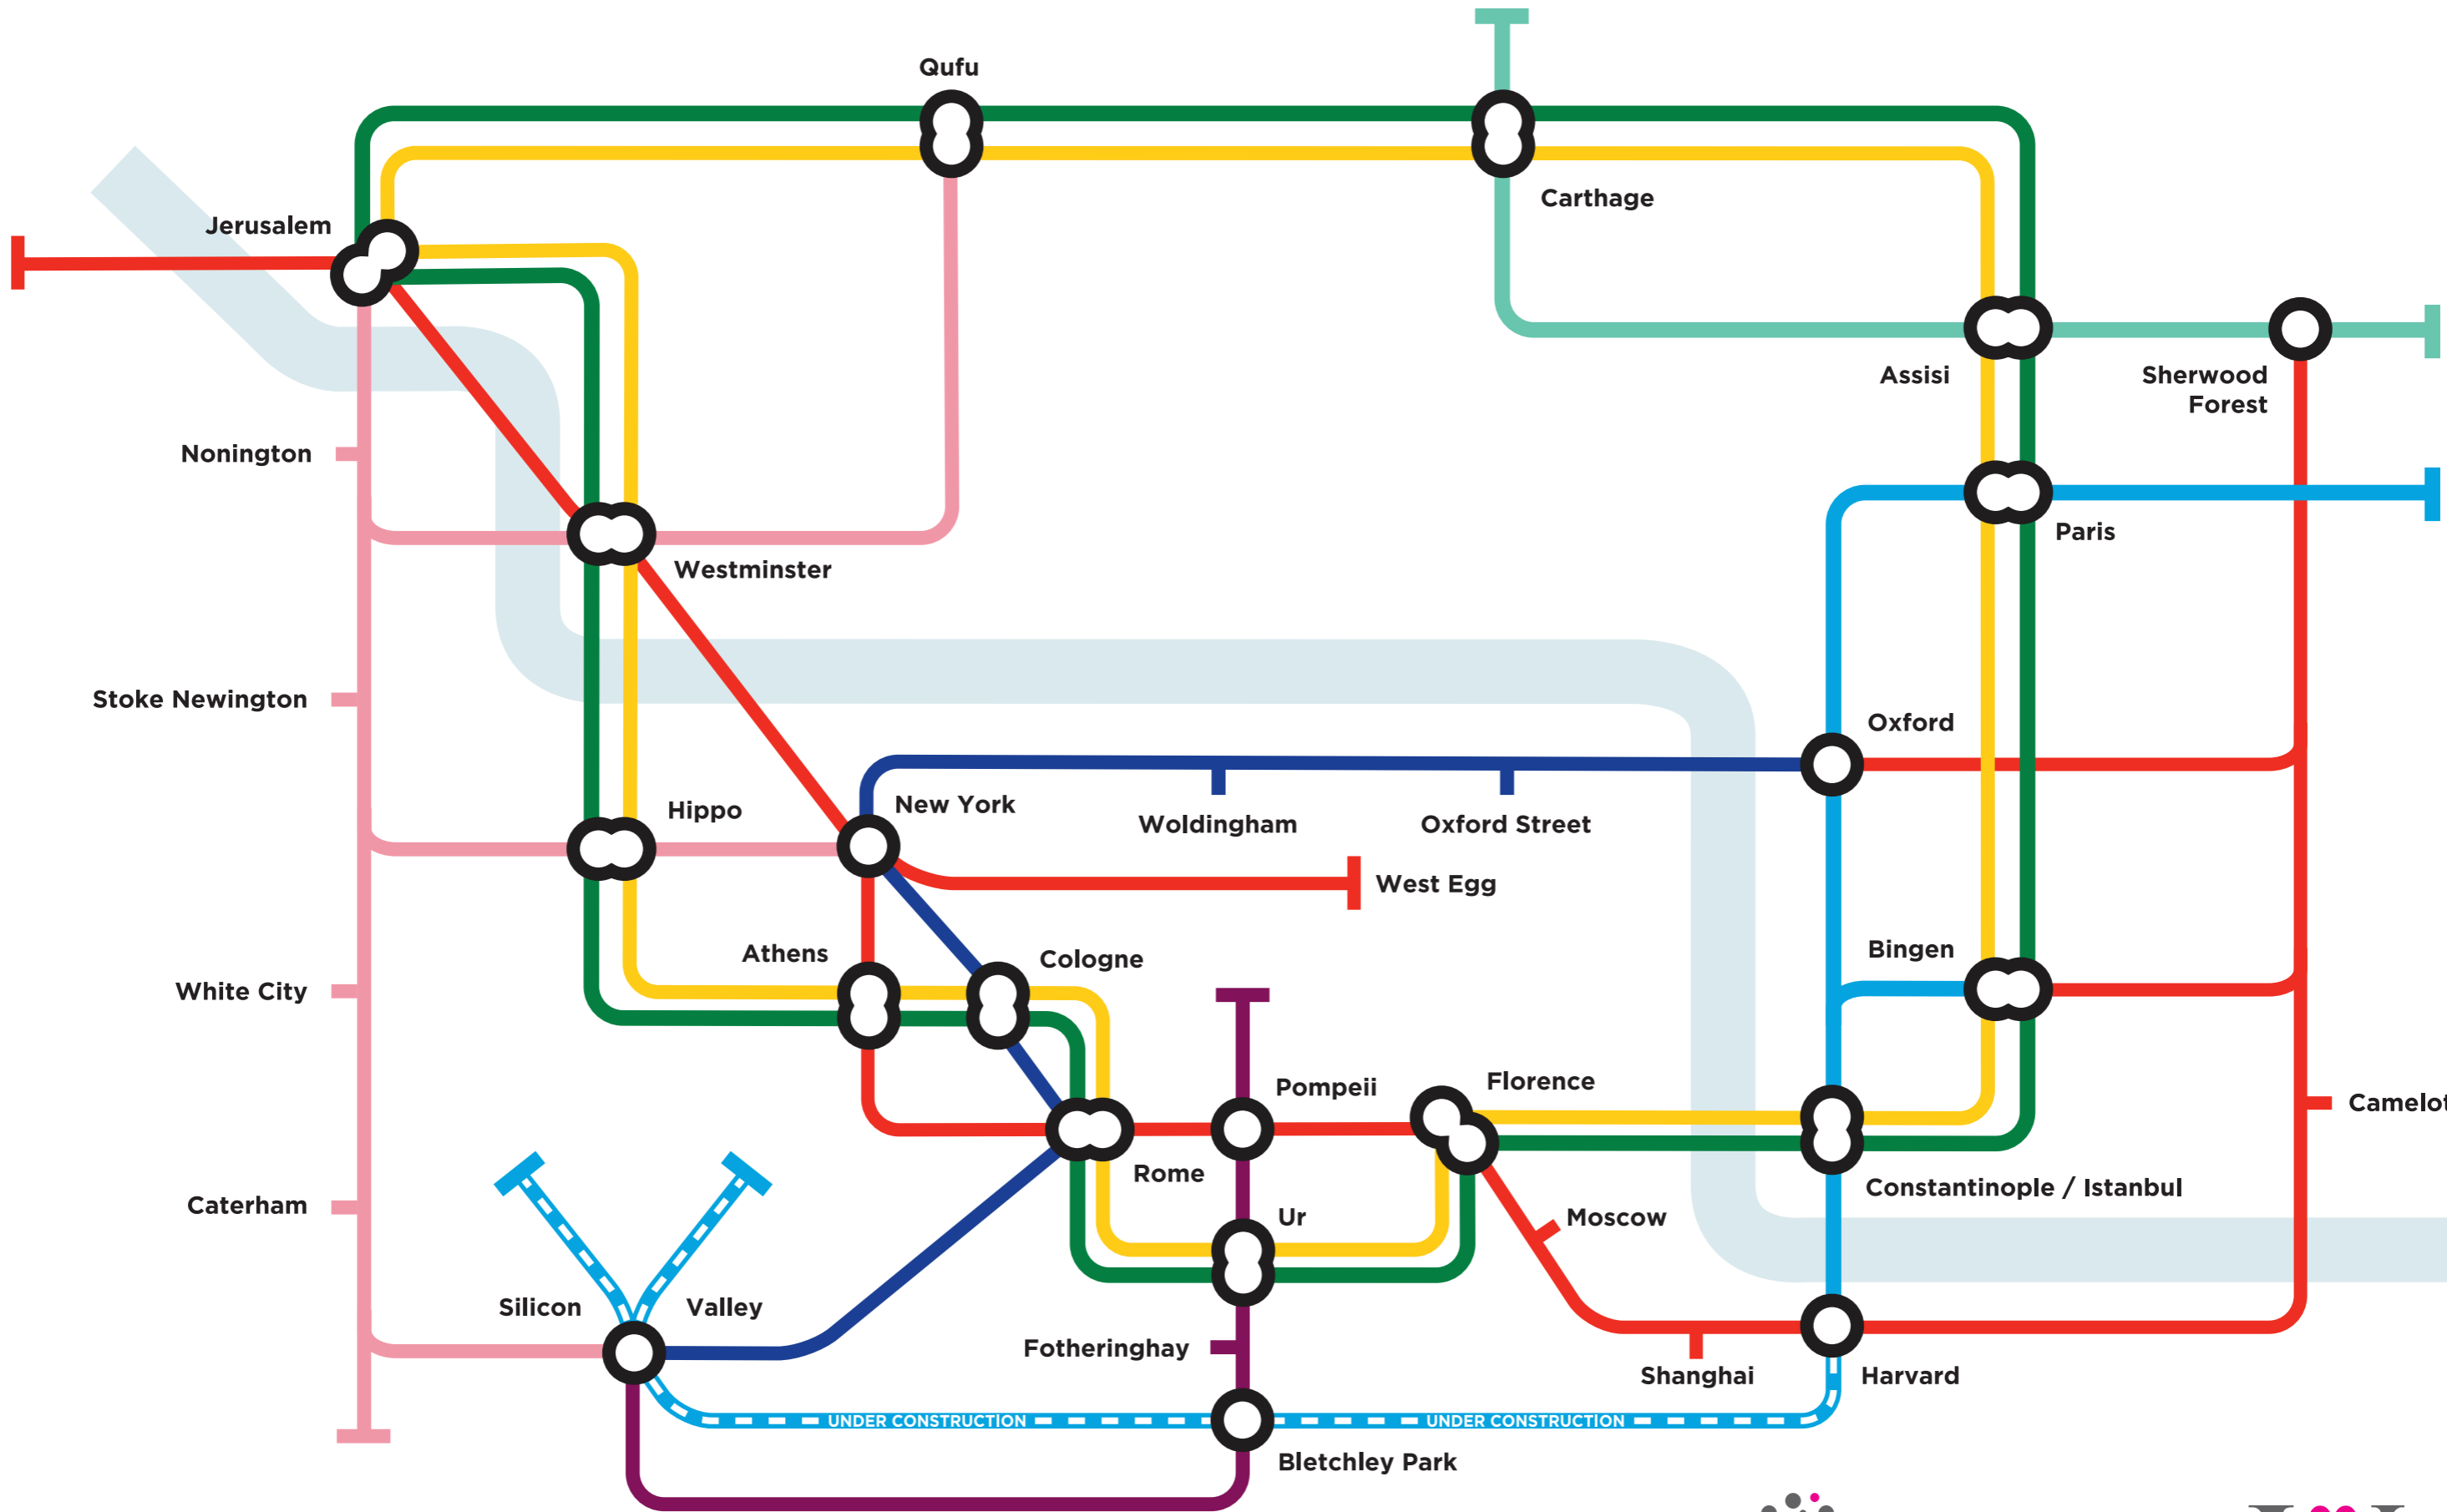 Qufu
Carthage
Jerusalem
Assisi
Sherwood
Forest
Nonington
Paris
Westminster
Stoke Newington
Oxford
Hippo
New York
Woldingham
Oxford Street
West Egg
Athens
Cologne
Bingen
White City
Pompeii
Florence
Camelot
Rome
Constantinople / Istanbul
Caterham
Ur
Moscow
Silicon
Valley
Fotheringhay
Shanghai
Harvard
UNDER CONSTRUCTION
UNDER CONSTRUCTION
Bletchley Park